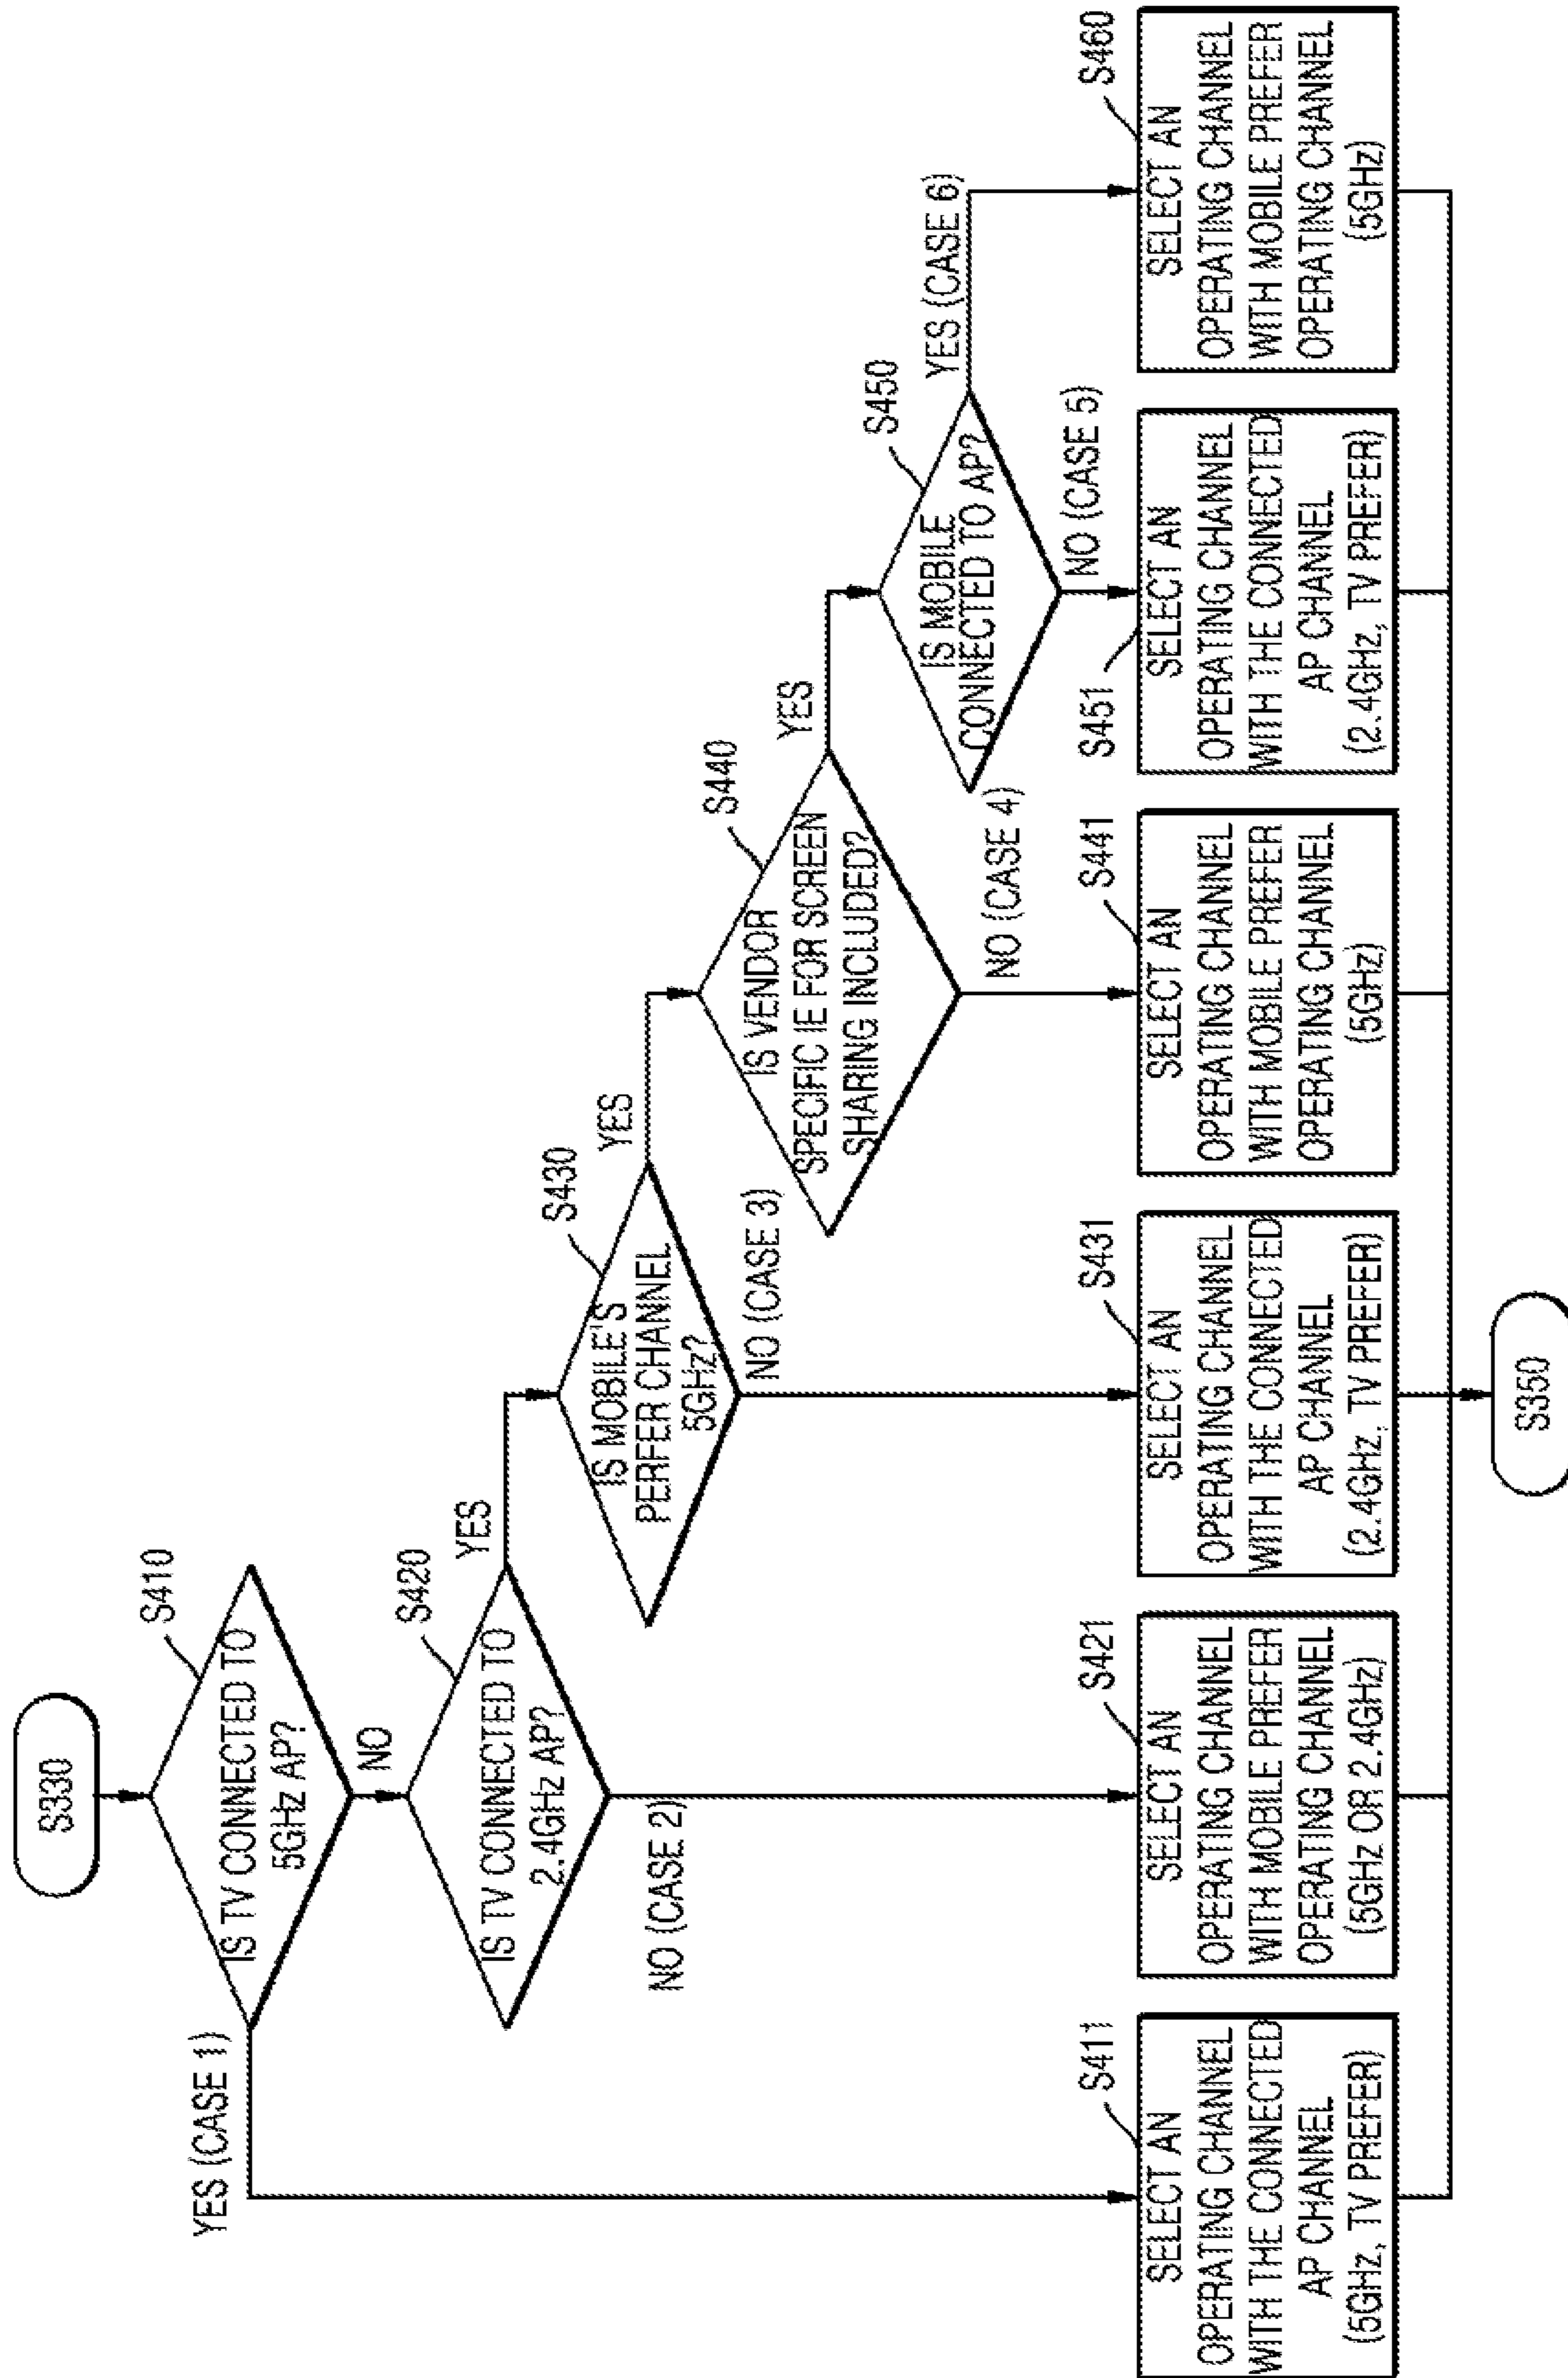 S330
IS TV CONNECTED TO
5GHz AP?
S410
YES (CASE 1)
NO
IS TV CONNECTED TO
2.4GHz AP?
S420
NO (CASE 2)
YES
IS MOBILE'S
PERFER CHANNEL
5GHz?
S430
NO (CASE 3)
YES
IS VENDOR
SPECIFIC IE FOR SCREEN
SHARING INCLUDED?
S440
NO (CASE 4)
YES
IS MOBILE
CONNECTED TO AP?
S450
NO (CASE 5)
YES (CASE 6)
S411
SELECT AN
OPERATING CHANNEL
WITH THE CONNECTED
AP CHANNEL
(5GHz, TV PREFER)
S421
SELECT AN
OPERATING CHANNEL
WITH MOBILE PREFER
OPERATING CHANNEL
(5GHz OR 2.4GHz)
S431
SELECT AN
OPERATING CHANNEL
WITH THE CONNECTED
AP CHANNEL
(2.4GHz, TV PREFER)
S441
SELECT AN
OPERATING CHANNEL
WITH MOBILE PREFER
OPERATING CHANNEL
(5GHz)
S451
SELECT AN
OPERATING CHANNEL
WITH THE CONNECTED
AP CHANNEL
(2.4GHz, TV PREFER)
S460
SELECT AN
OPERATING CHANNEL
WITH MOBILE PREFER
OPERATING CHANNEL
(5GHz)
S350